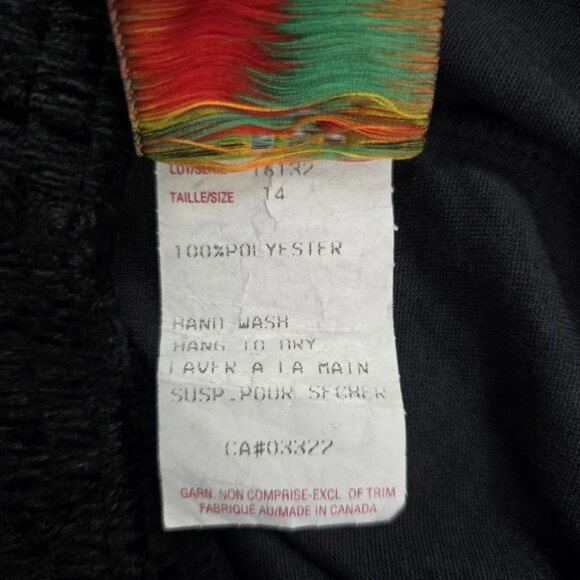 LOT/SERIE 16132
TAILLE/SIZE 14
100%POLYESTER
HAND WASH
HANG TO DRY
LAVER A LA MAIN
SUSP.POUR SECHER
CA#03322
GARN. NON COMPRISE-EXCL OF TRIM
FABRIQUÉ AU/MADE IN CANADA